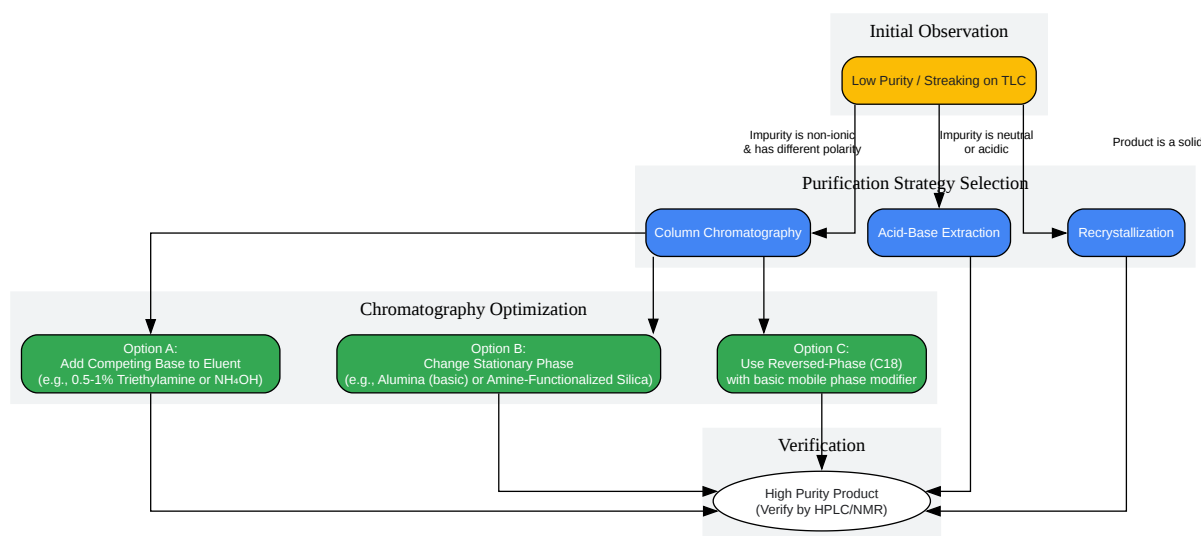 Initial Observation
Low Purity / Streaking on TLC
Impurity is non-ionic
& has different polarity
Impurity is neutral
or acidic
Product is a solid
Purification Strategy Selection
Column Chromatography
Acid-Base Extraction
Recrystallization
Chromatography Optimization
Option A:
Add Competing Base to Eluent
(e.g., 0.5-1% Triethylamine or NH₄OH)
Option B:
Change Stationary Phase
(e.g., Alumina (basic) or Amine-Functionalized Silica)
Option C:
Use Reversed-Phase (C18)
with basic mobile phase modifier
Verification
High Purity Product
(Verify by HPLC/NMR)